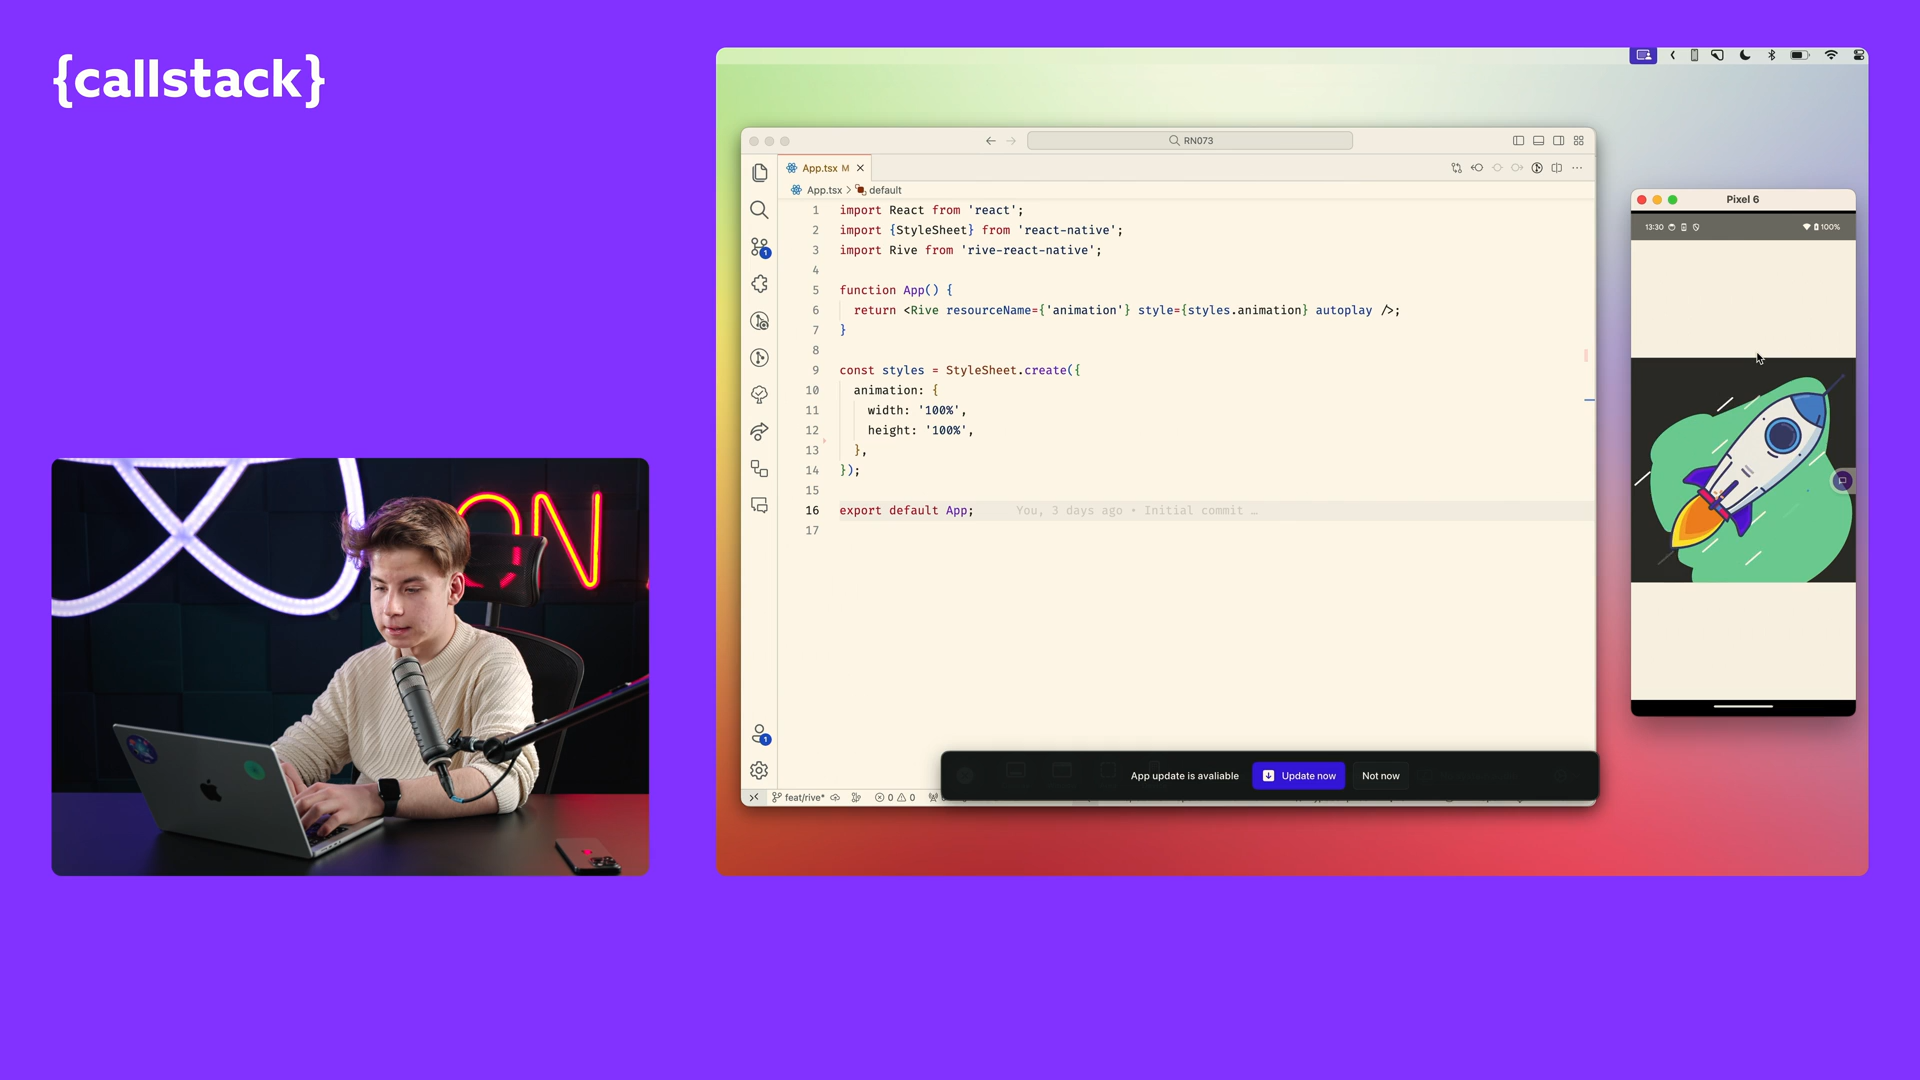 {callstack}
ON
RN073
App.tsx M
App.tsx > default
1 import React from 'react';
2 import {StyleSheet} from 'react-native';
3 import Rive from 'rive-react-native';
4
5 function App() {
6 return <Rive resourceName={'animation'} style={styles.animation} autoplay />;
7 }
8
9 const styles = StyleSheet.create({
10 animation: {
11 width: '100%',
12 height: '100%',
13 },
14 });
15
16 export default App; You, 3 days ago • Initial commit …
17
1
1
feat/rive* 0 0
App update is avaliable Update now Not now
Pixel 6
13:30 100%